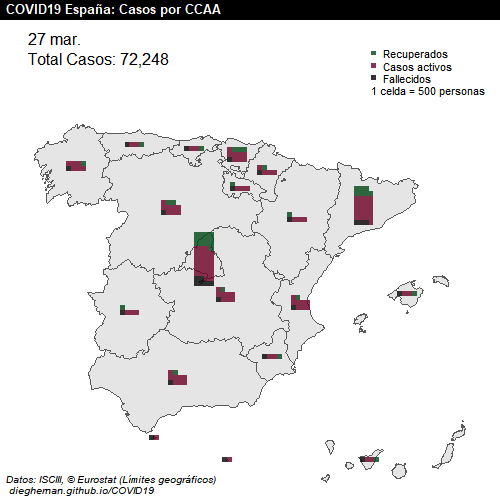 COVID19 España: Casos por CCAA
27 mar.
Total Casos: 72,248
Recuperados
Casos activos
Fallecidos
1 celda = 500 personas
Datos: ISCIII, © Eurostat (Límites geográficos)
diegheman.github.io/COVID19